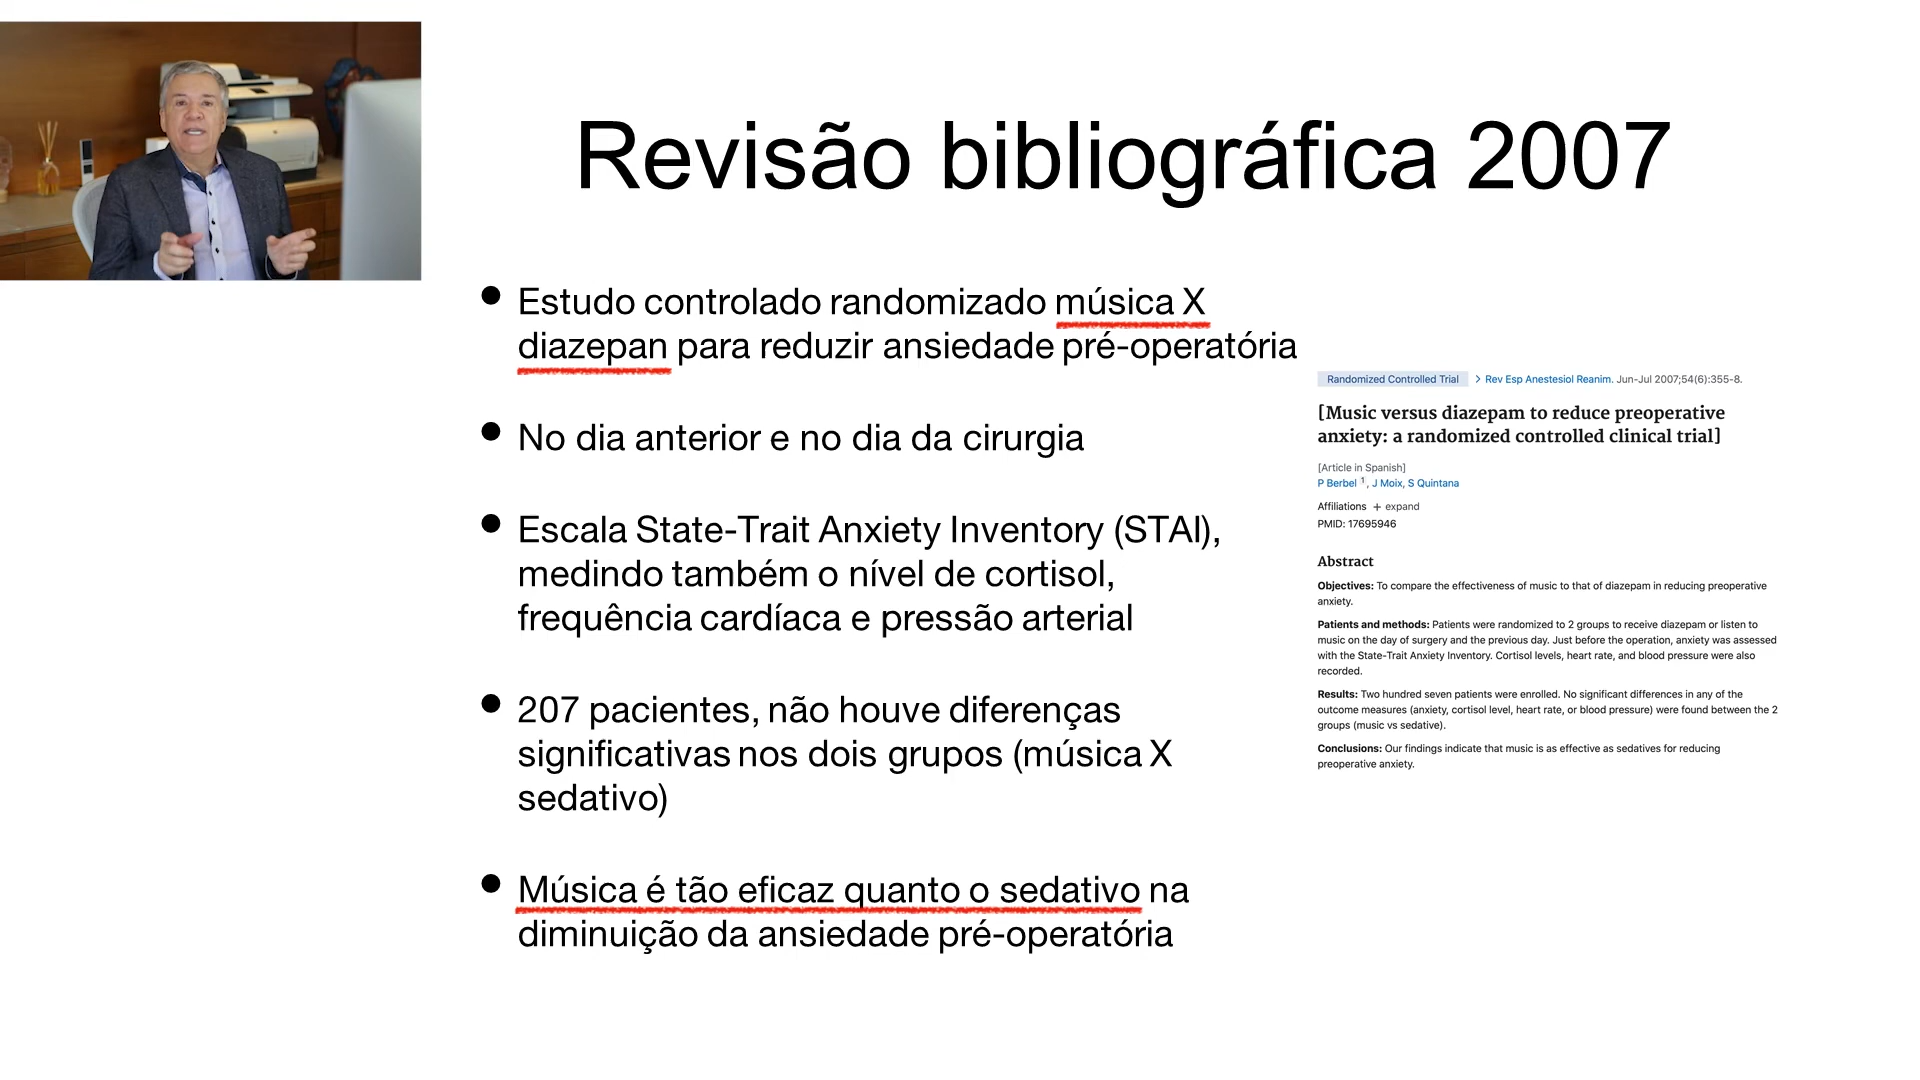 Revisão bibliográfica 2007
• Estudo controlado randomizado música X
diazepan para reduzir ansiedade pré-operatória
• No dia anterior e no dia da cirurgia
• Escala State-Trait Anxiety Inventory (STAI),
medindo também o nível de cortisol,
frequência cardíaca e pressão arterial
• 207 pacientes, não houve diferenças
significativas nos dois grupos (música X
sedativo)
• Música é tão eficaz quanto o sedativo na
diminuição da ansiedade pré-operatória
Randomized Controlled Trial > Rev Esp Anestesiol Reanim. Jun-Jul 2007;54(6):355-8.
[Music versus diazepam to reduce preoperative
anxiety: a randomized controlled clinical trial]
[Article in Spanish]
P Berbel 1, J Moix, S Quintana
Affiliations + expand
PMID: 17695946
Abstract
Objectives: To compare the effectiveness of music to that of diazepam in reducing preoperative
anxiety.
Patients and methods: Patients were randomized to 2 groups to receive diazepam or listen to
music on the day of surgery and the previous day. Just before the operation, anxiety was assessed
with the State-Trait Anxiety Inventory. Cortisol levels, heart rate, and blood pressure were also
recorded.
Results: Two hundred seven patients were enrolled. No significant differences in any of the
outcome measures (anxiety, cortisol level, heart rate, or blood pressure) were found between the 2
groups (music vs sedative).
Conclusions: Our findings indicate that music is as effective as sedatives for reducing
preoperative anxiety.